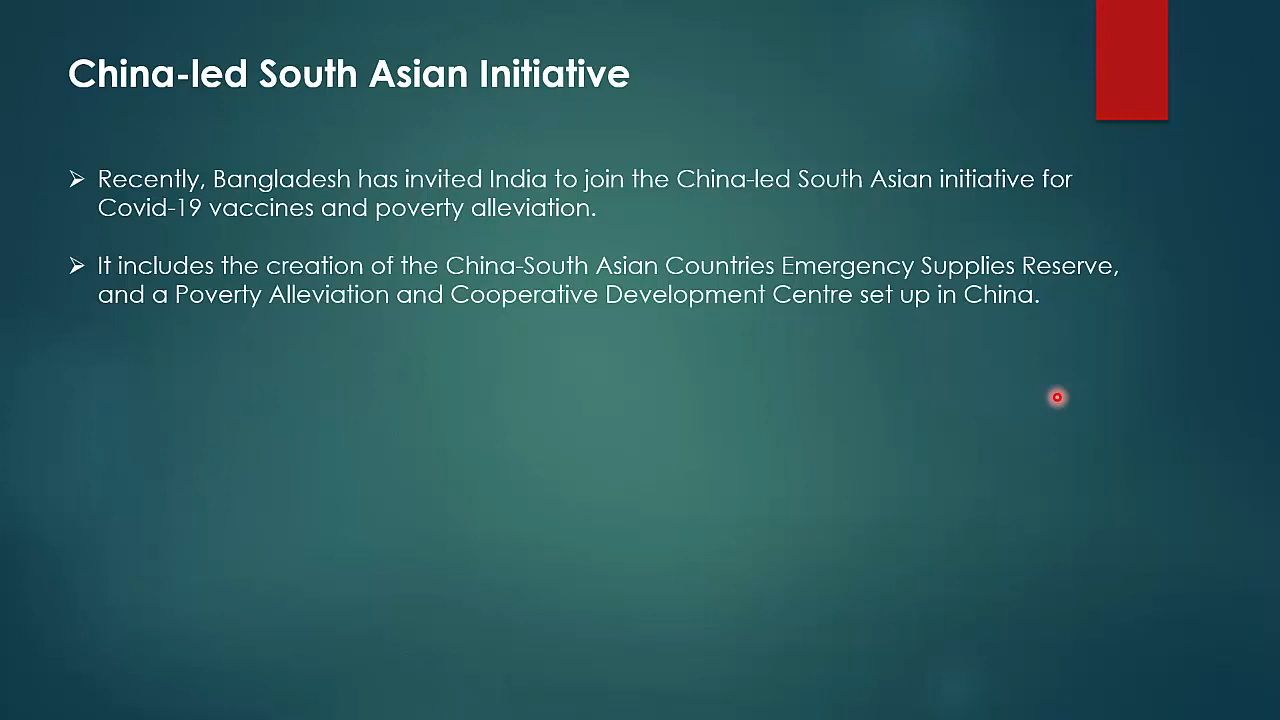 China-led South Asian Initiative
Recently, Bangladesh has invited India to join the China-led South Asian initiative for
Covid-19 vaccines and poverty alleviation.
It includes the creation of the China-South Asian Countries Emergency Supplies Reserve,
and a Poverty Alleviation and Cooperative Development Centre set up in China.